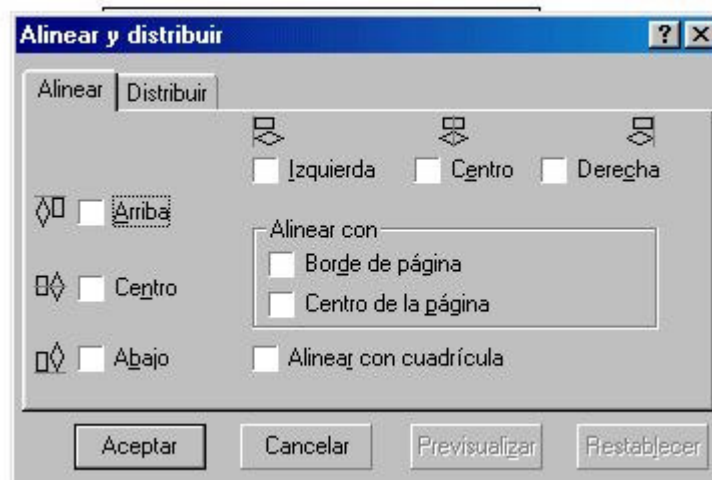 Alinear y distribuir
Alinear Distribuir
Izquierda Centro Derecha
Arriba
Alinear con
Borde de página
Centro Centro de la página
Abajo Alinear con cuadrícula
Aceptar Cancelar Previsualizar Restablecer